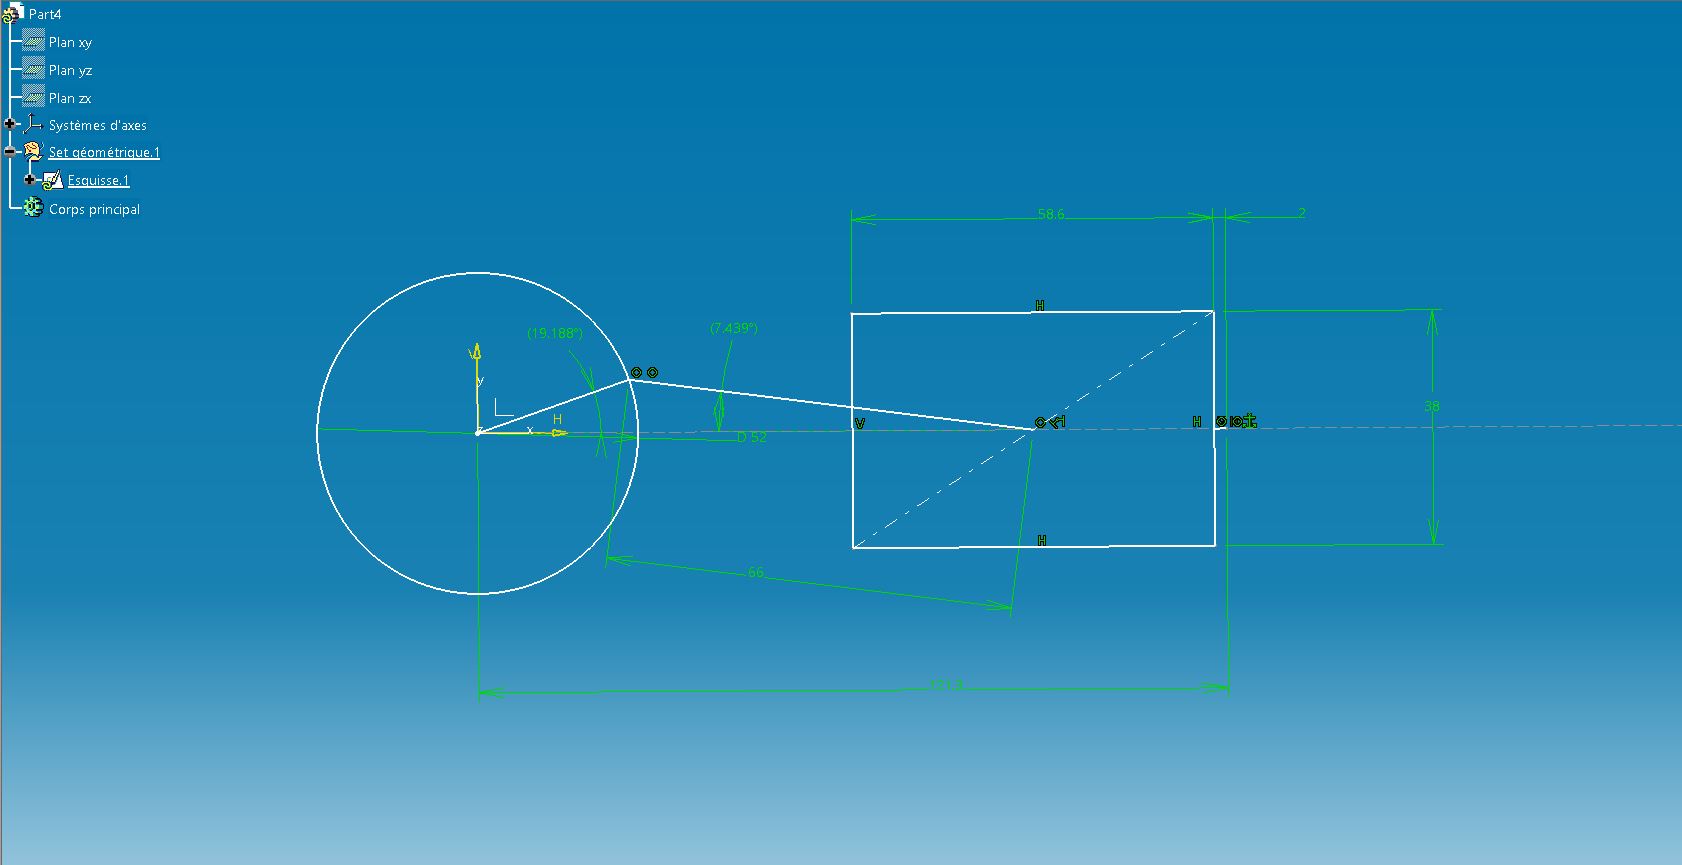 Part4
Plan xy
Plan yz
Plan zx
Systèmes d'axes
Set géométrique.1
Esquisse.1
Corps principal
58.6
2
H
(19.188°)
(7.439°)
y
H
x
D 52
V
H
38
H
66